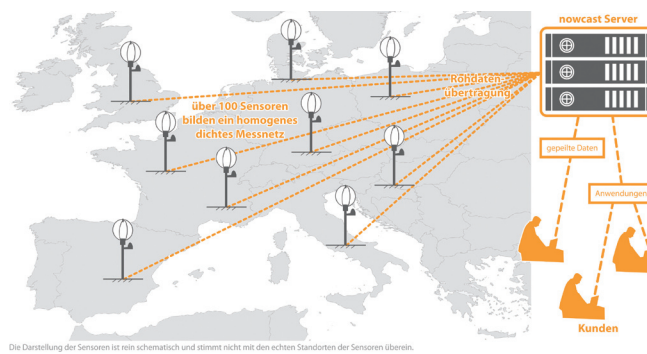 nowcast Server
über 100 Sensoren
bilden ein homogenes
dichtes Messnetz
Rohdaten-
übertragung
gepeilte Daten
Anwendungen
Kunden
Die Darstellung der Sensoren ist rein schematisch und stimmt nicht mit den echten Standorten der Sensoren überein.